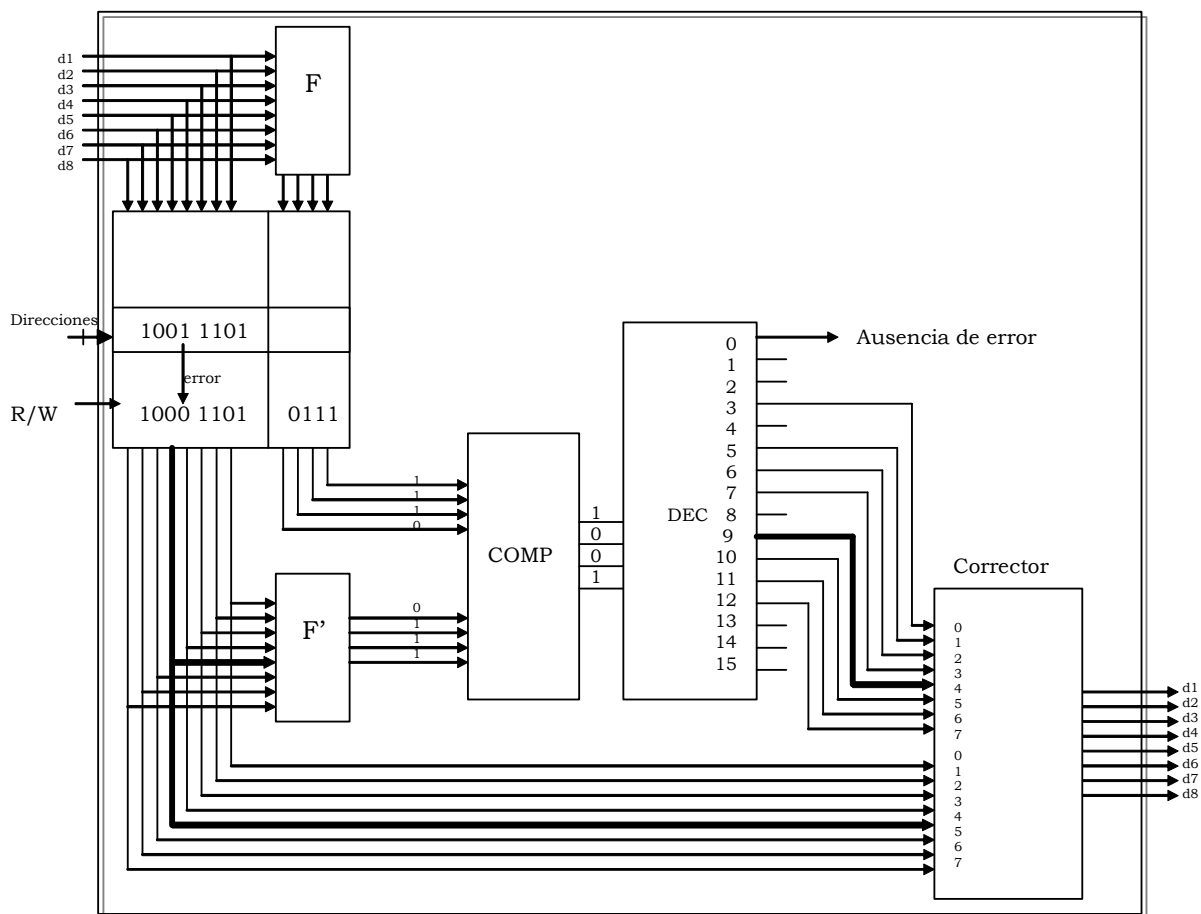 d1
d2
d3
d4
d5
d6
d7
d8
F
Direcciones
1001 1101
error
R/W
1000 1101 0111
1
1
1
0
F’
0
1
1
1
COMP
1
0
0
1
DEC
0
1
2
3
4
5
6
7
8
9
10
11
12
13
14
15
Ausencia de error
Corrector
0
1
2
3
4
5
6
7
0
1
2
3
4
5
6
7
d1
d2
d3
d4
d5
d6
d7
d8